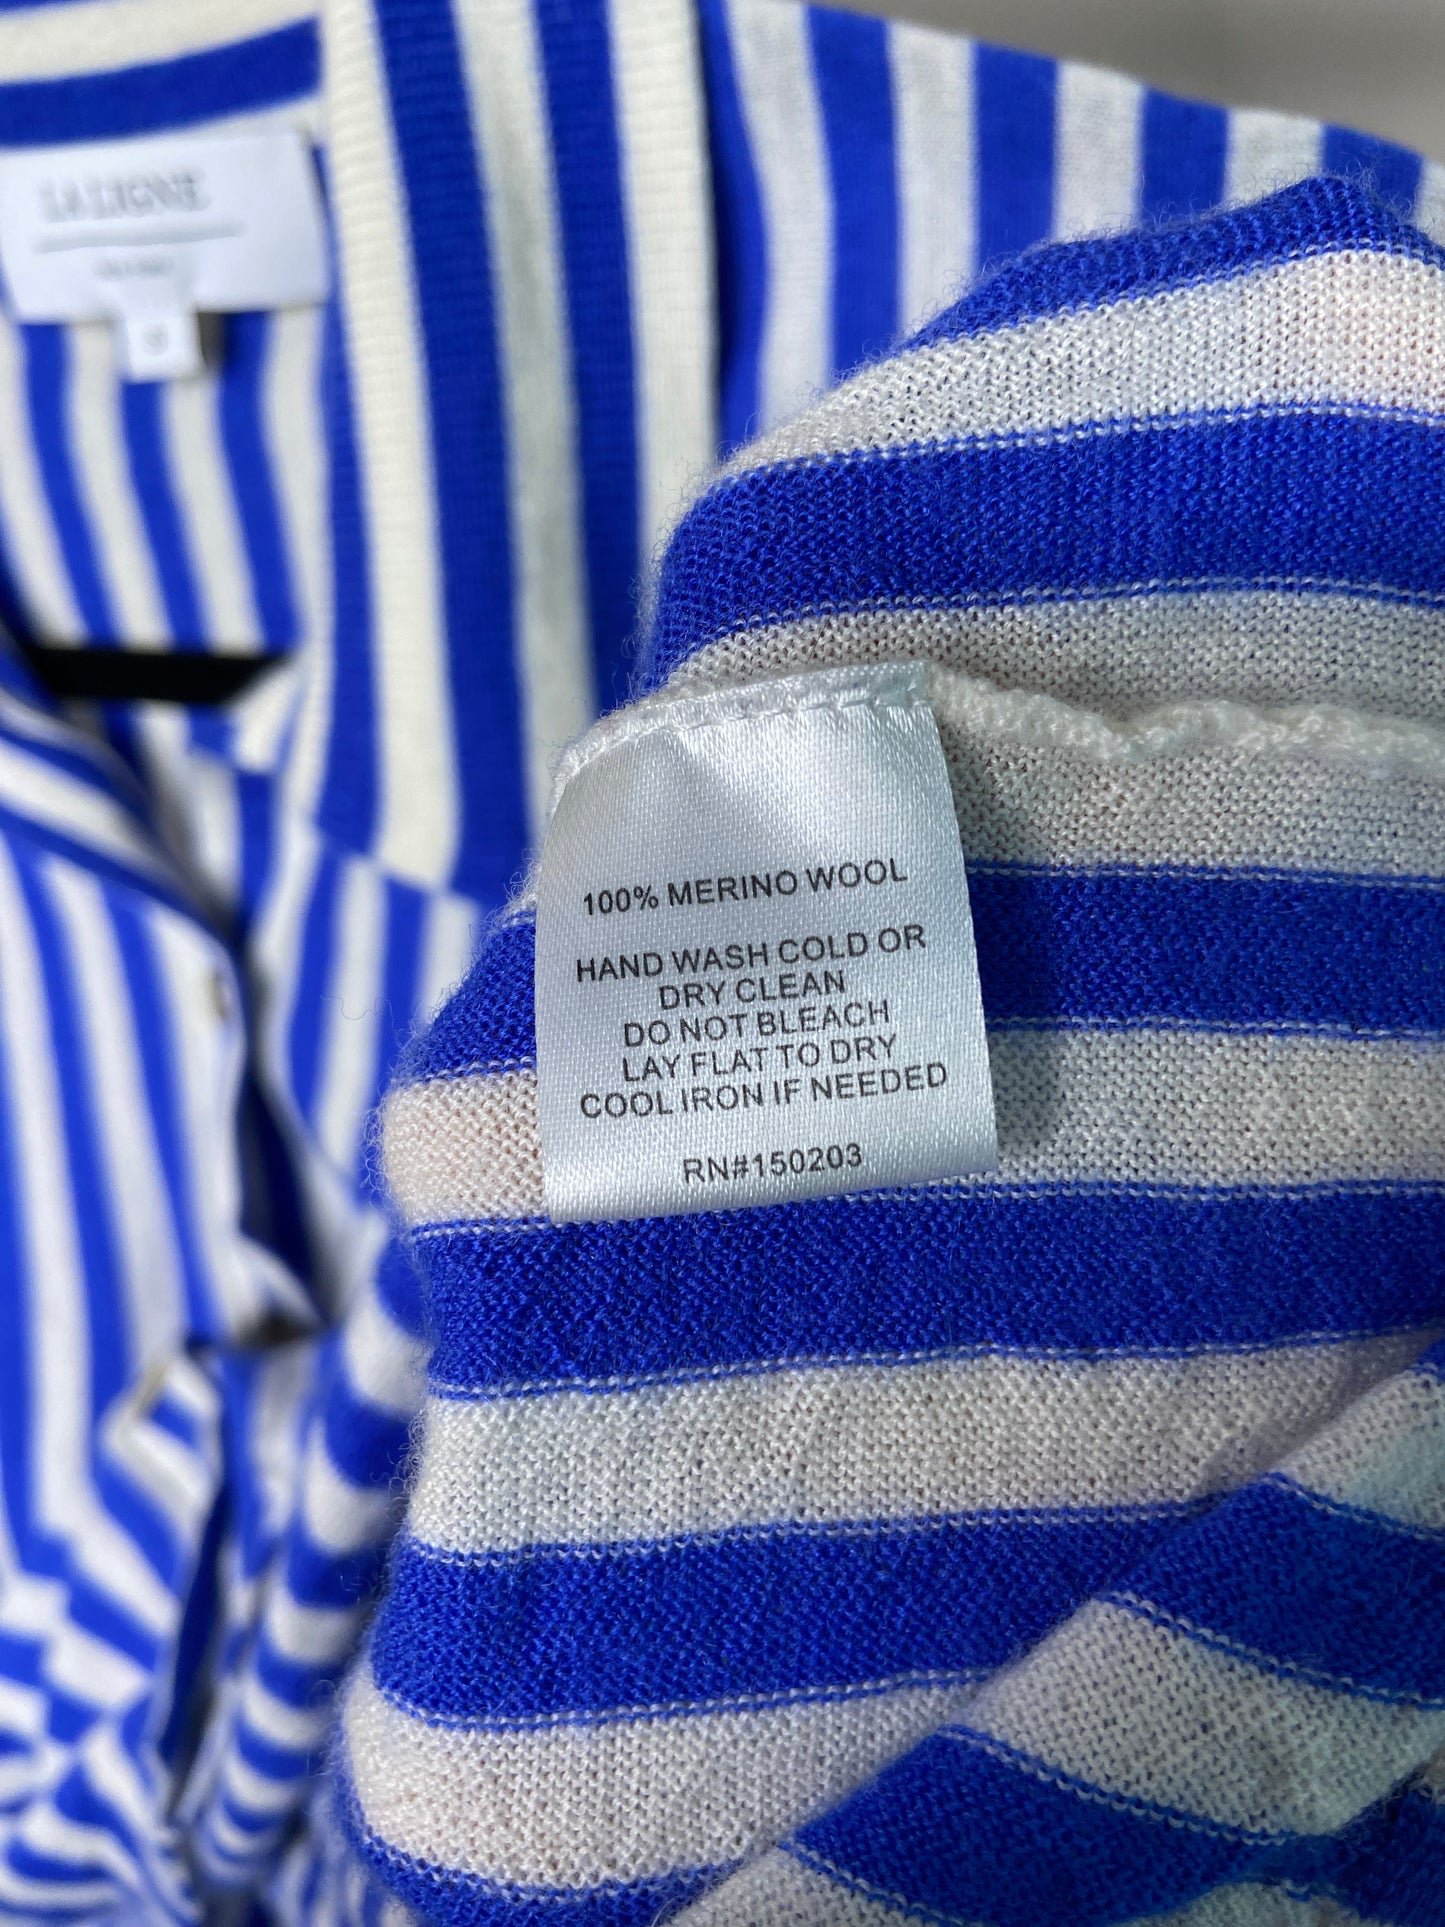 LA LIGNE
100% MERINO WOOL
HAND WASH COLD OR
DRY CLEAN
DO NOT BLEACH
LAY FLAT TO DRY
COOL IRON IF NEEDED
RN#150203